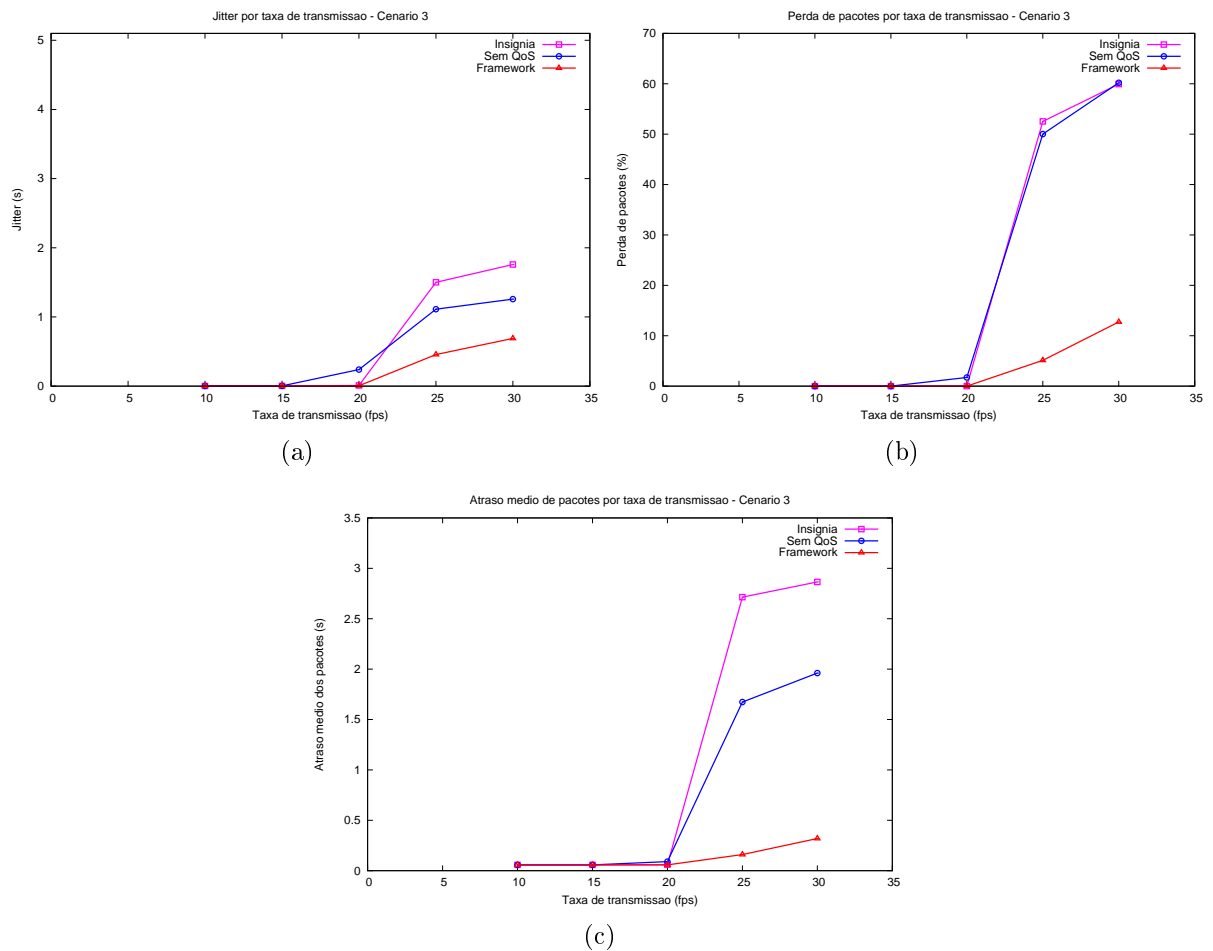 Jitter por taxa de transmissao - Cenario 3
5
4
3
2
1
0
Jitter (s)
Insignia
Sem QoS
Framework
0 5 10 15 20 25 30 35
Taxa de transmissao (fps)
(a)
Perda de pacotes por taxa de transmissao - Cenario 3
70
60
50
40
30
20
10
0
Perda de pacotes (%)
Insignia
Sem QoS
Framework
0 5 10 15 20 25 30 35
Taxa de transmissao (fps)
(b)
Atraso medio de pacotes por taxa de transmissao - Cenario 3
3.5
3
2.5
2
1.5
1
0.5
0
Atraso medio dos pacotes (s)
Insignia
Sem QoS
Framework
0 5 10 15 20 25 30 35
Taxa de transmissao (fps)
(c)